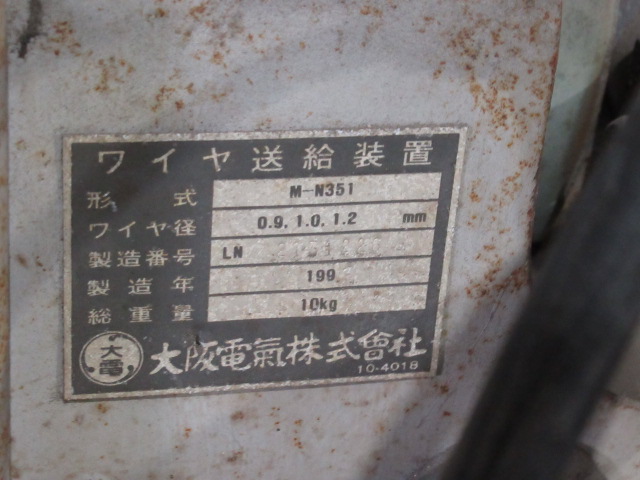 ワイヤ送給装置
形式 M-N351
ワイヤ径 0.9, 1.0, 1.2 mm
製造番号 LN
製造年 199
総重量 10kg
大電 大阪電氣株式會社
10-4018